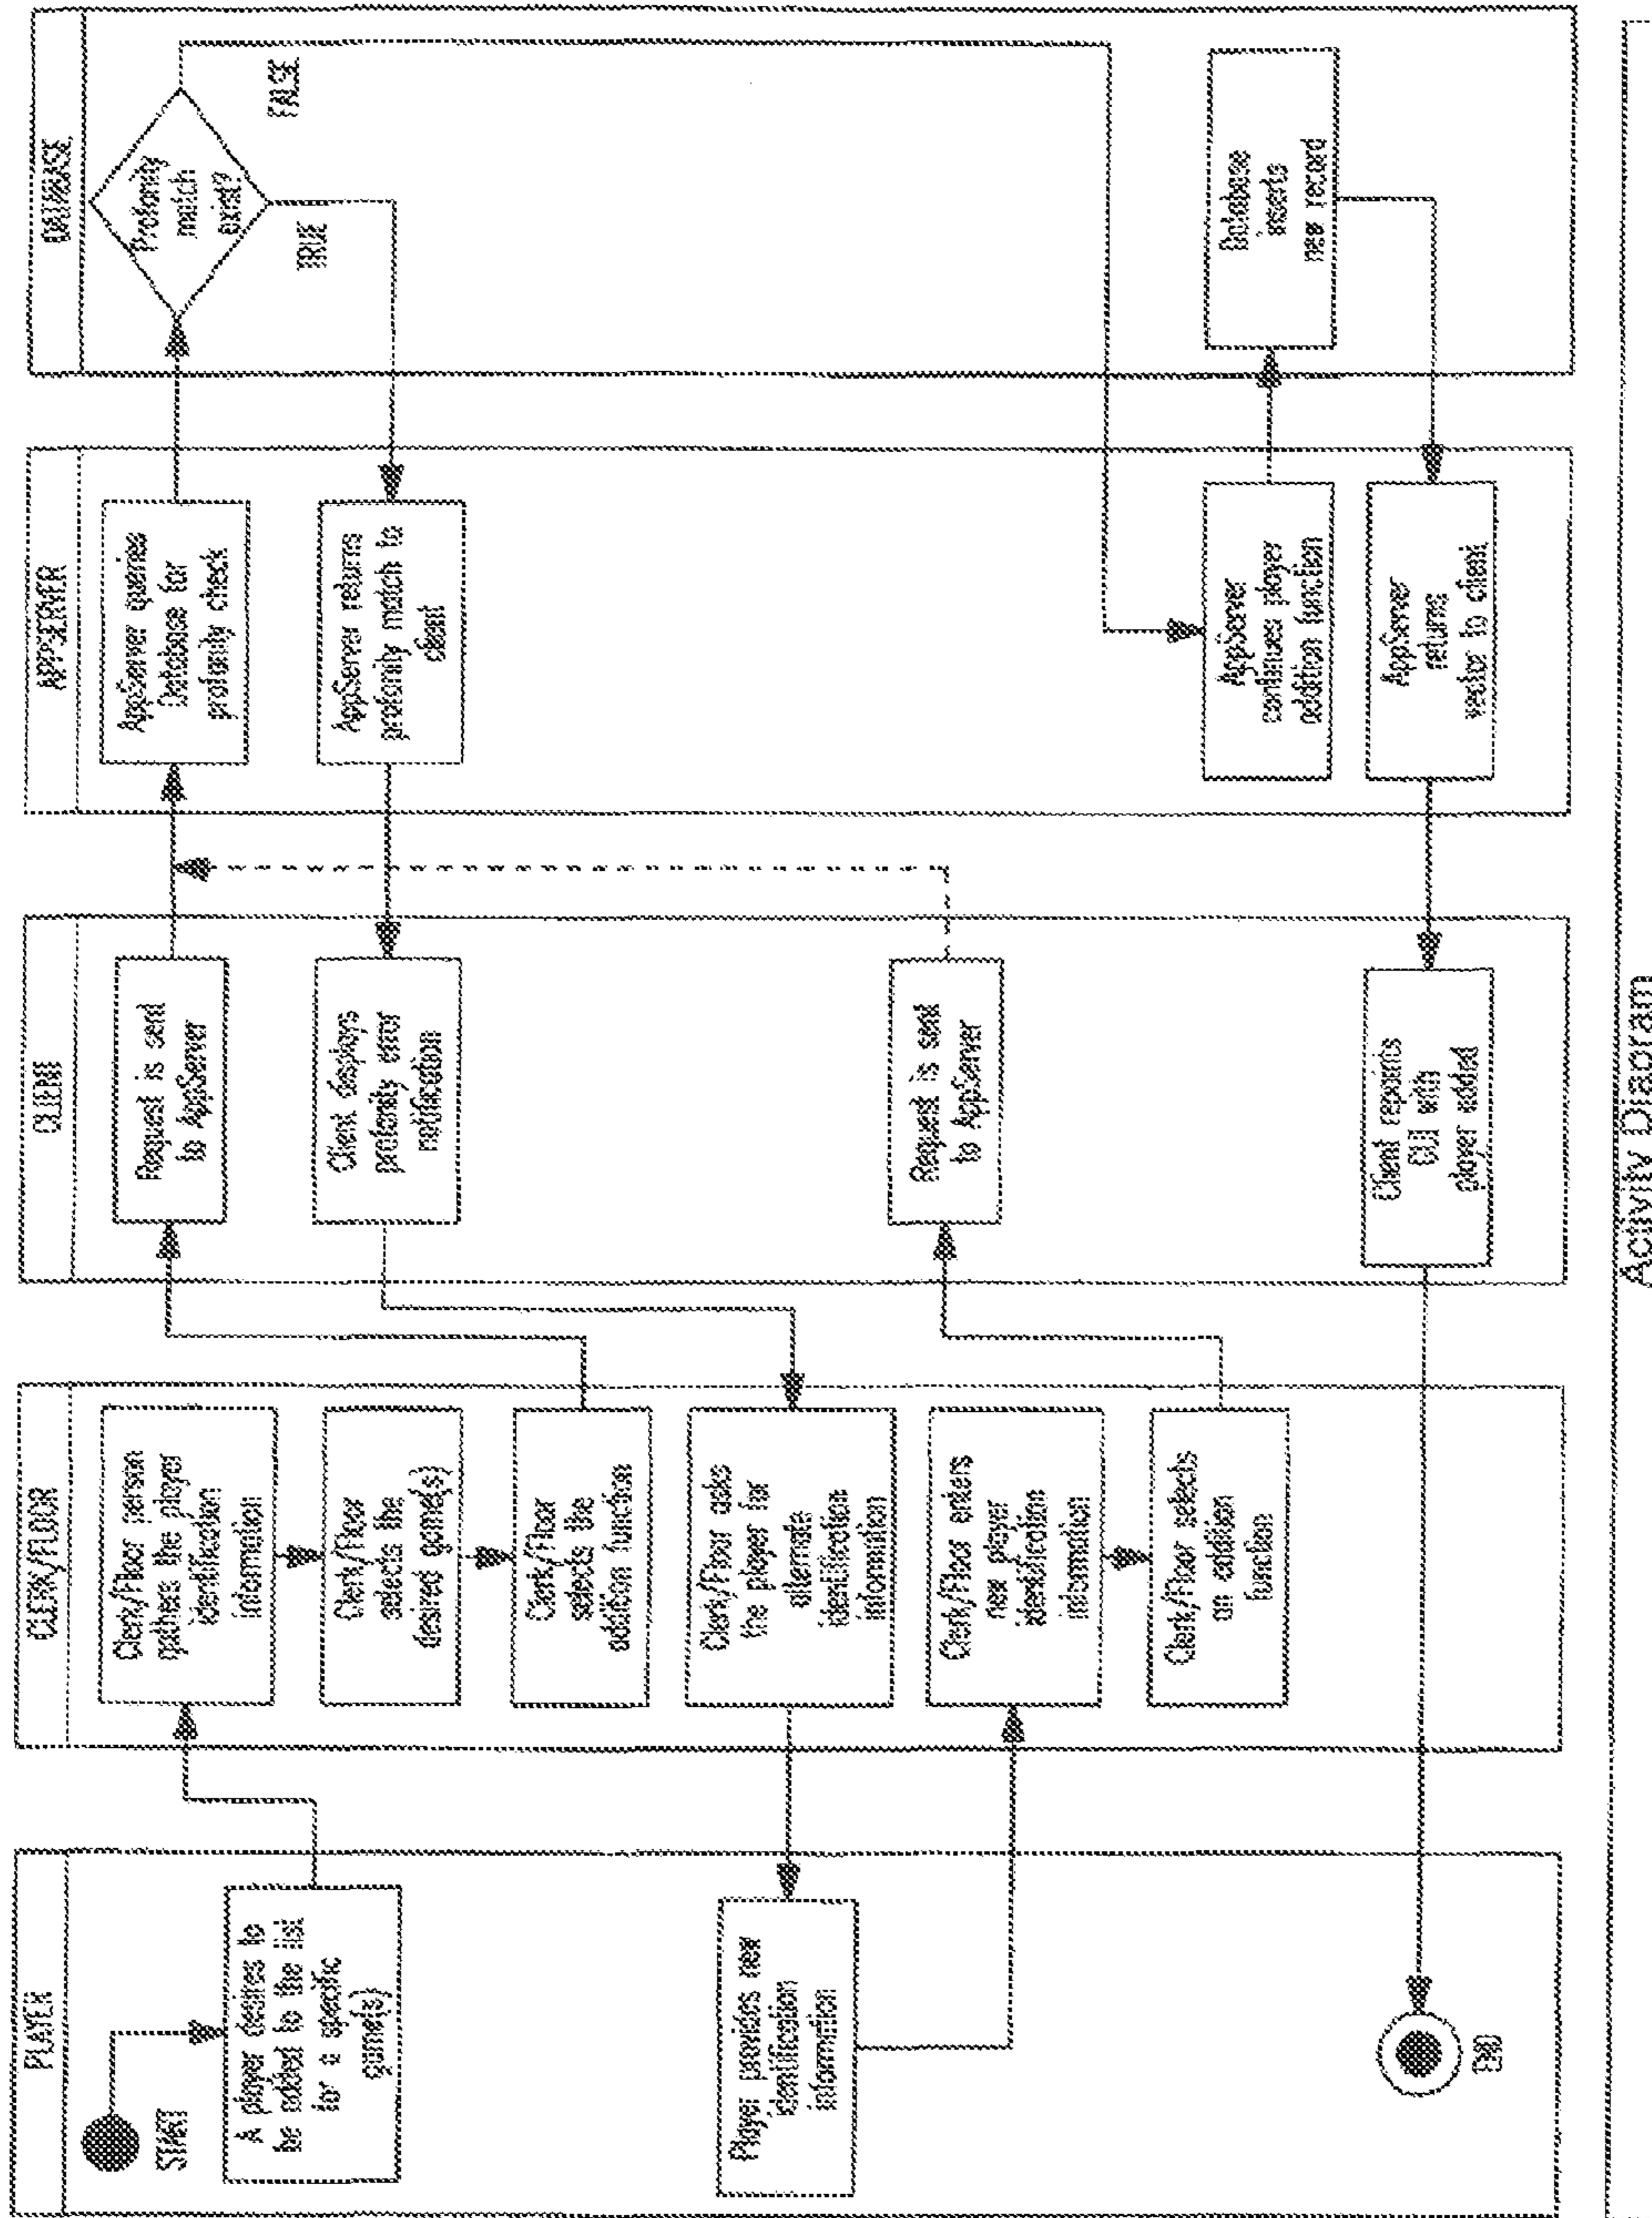 PLAYER
START
A player desires to
be added to the list
for a specific
game(s)
Player provides new
identification
information
END
CLERK/FLOOR
Clerk/Floor person
gathers the player
identification
information
Clerk/Floor
selects the
desired game(s)
Clerk/Floor
selects the
addition function
Clerk/Floor asks
the player for
alternate
identification
information
Clerk/Floor enters
new player
identification
information
Clerk/Floor selects
an addition
function
CLIENT
Request is sent
to AppServer
Client displays
profanity error
notification
Request is sent
to AppServer
Client repaints
GUI with
player added
APPSERVER
AppServer queries
Database for
profanity check
AppServer returns
profanity match to
client
AppServer
continues player
addition function
AppServer
returns
vector to client
DATABASE
Profanity
match
exist?
FALSE
TRUE
Database
inserts
new record
Activity Diagram